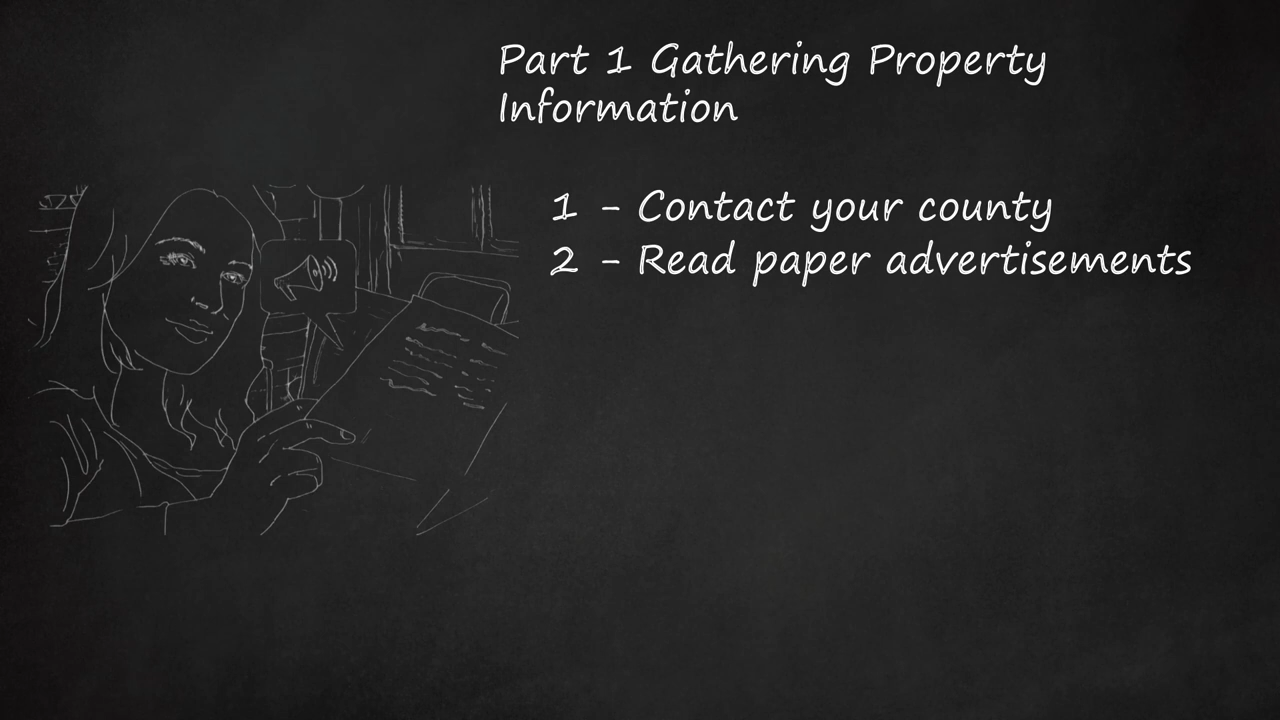 Part 1 Gathering Property
Information
1 - Contact your county
2 - Read paper advertisements